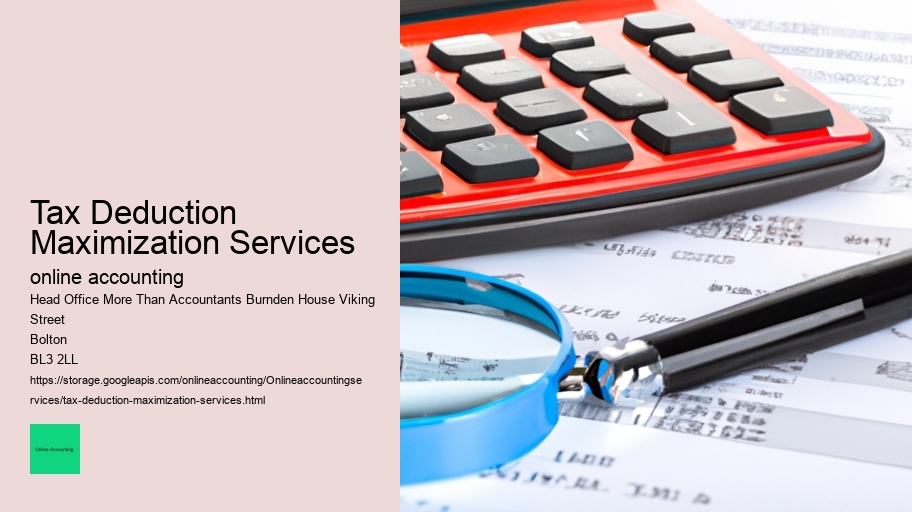 Tax Deduction
Maximization Services
online accounting
Head Office More Than Accountants Burnden House Viking
Street
Bolton
BL3 2LL
https://storage.googleapis.com/onlineaccounting/Onlineaccountingse
rvices/tax-deduction-maximization-services.html
Online Accounting